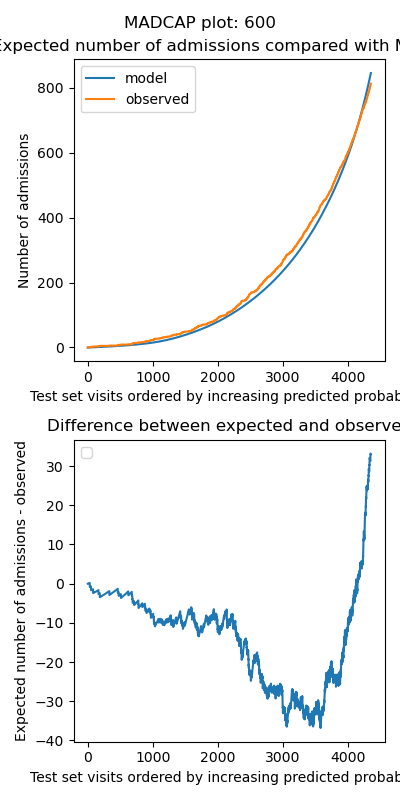 MADCAP plot: 600
Expected number of admissions compared with M
model
observed
Number of admissions
800
600
400
200
0
0 1000 2000 3000 4000
Test set visits ordered by increasing predicted probab
Difference between expected and observe
Expected number of admissions - observed
30
20
10
0
−10
−20
−30
−40
0 1000 2000 3000 4000
Test set visits ordered by increasing predicted probab